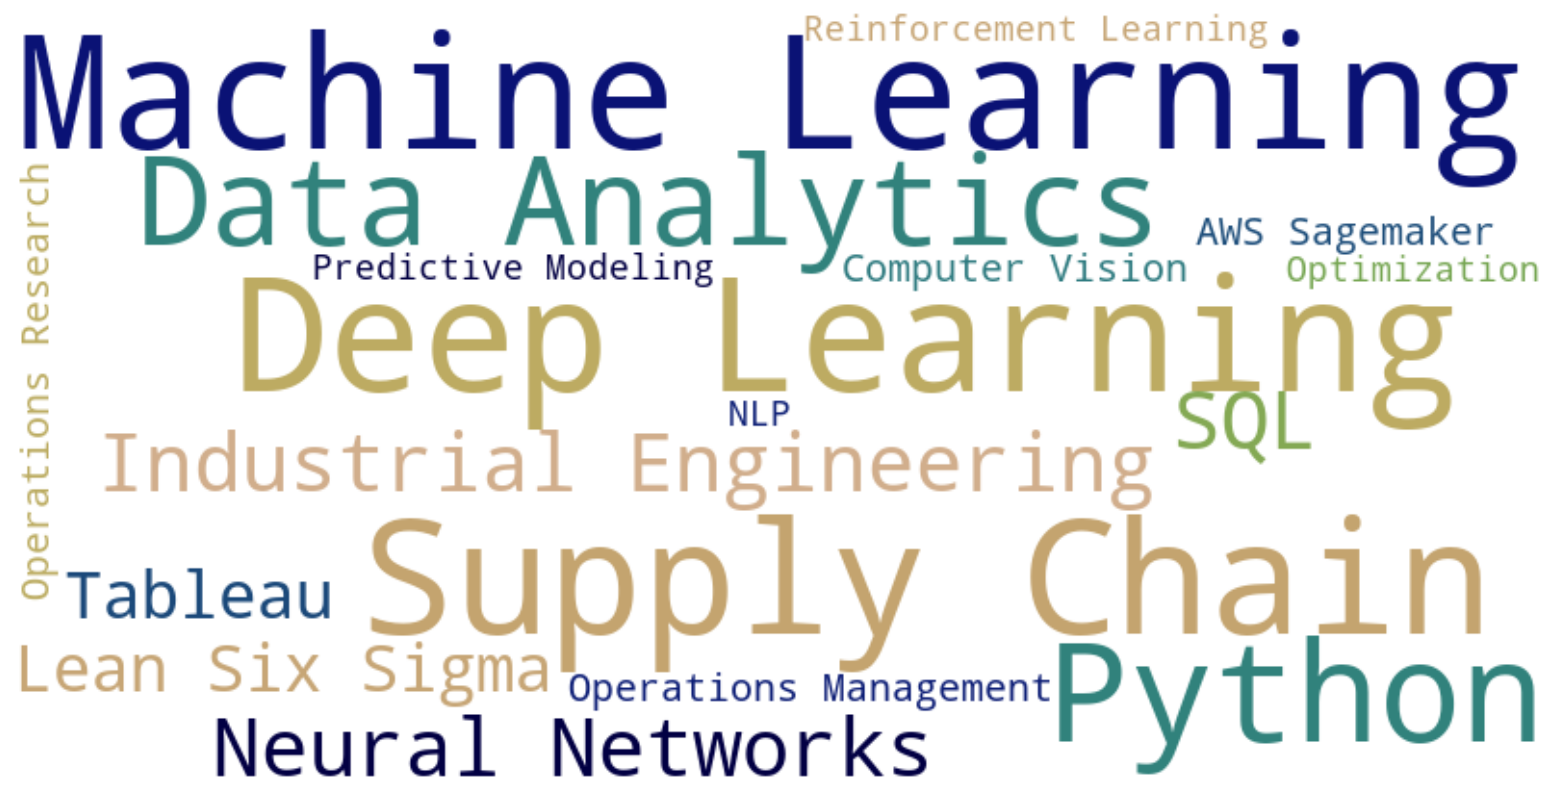 Reinforcement Learning
Machine Learning
Data Analytics
AWS Sagemaker
Predictive Modeling
Computer Vision
Optimization
Operations Research
Deep Learning
NLP
SQL
Industrial Engineering
Supply Chain
Tableau
Python
Lean Six Sigma
Operations Management
Neural Networks